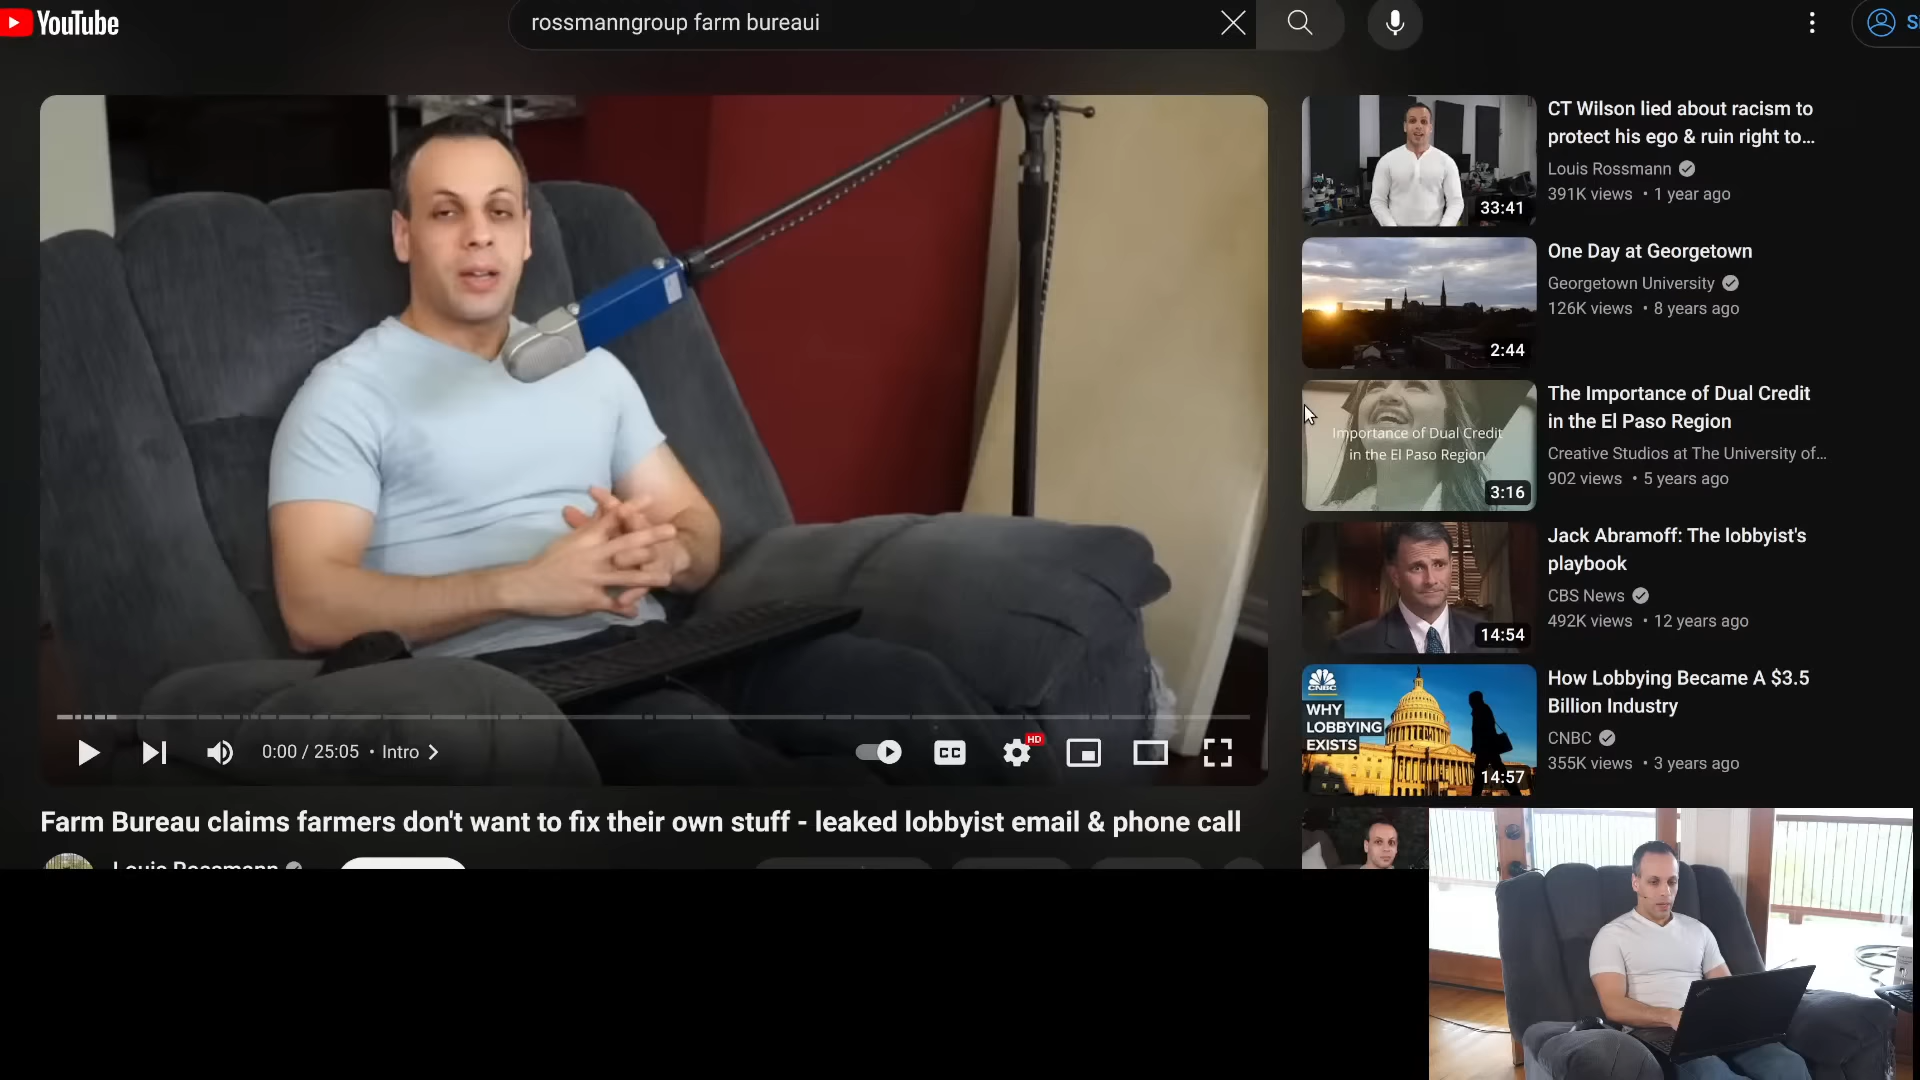 YouTube
rossmanngroup farm bureaui
CT Wilson lied about racism to
protect his ego & ruin right to...
Louis Rossmann
391K views • 1 year ago
33:41
One Day at Georgetown
Georgetown University
126K views • 8 years ago
2:44
The Importance of Dual Credit
in the El Paso Region
Creative Studios at The University of...
902 views • 5 years ago
Importance of Dual Credit
in the El Paso Region
3:16
Jack Abramoff: The lobbyist's
playbook
CBS News
492K views • 12 years ago
14:54
How Lobbying Became A $3.5
Billion Industry
CNBC
355K views • 3 years ago
CNBC
WHY
LOBBYING
EXISTS
14:57
0:00 / 25:05 • Intro
CC
HD
Farm Bureau claims farmers don't want to fix their own stuff - leaked lobbyist email & phone call
Louis Rossmann